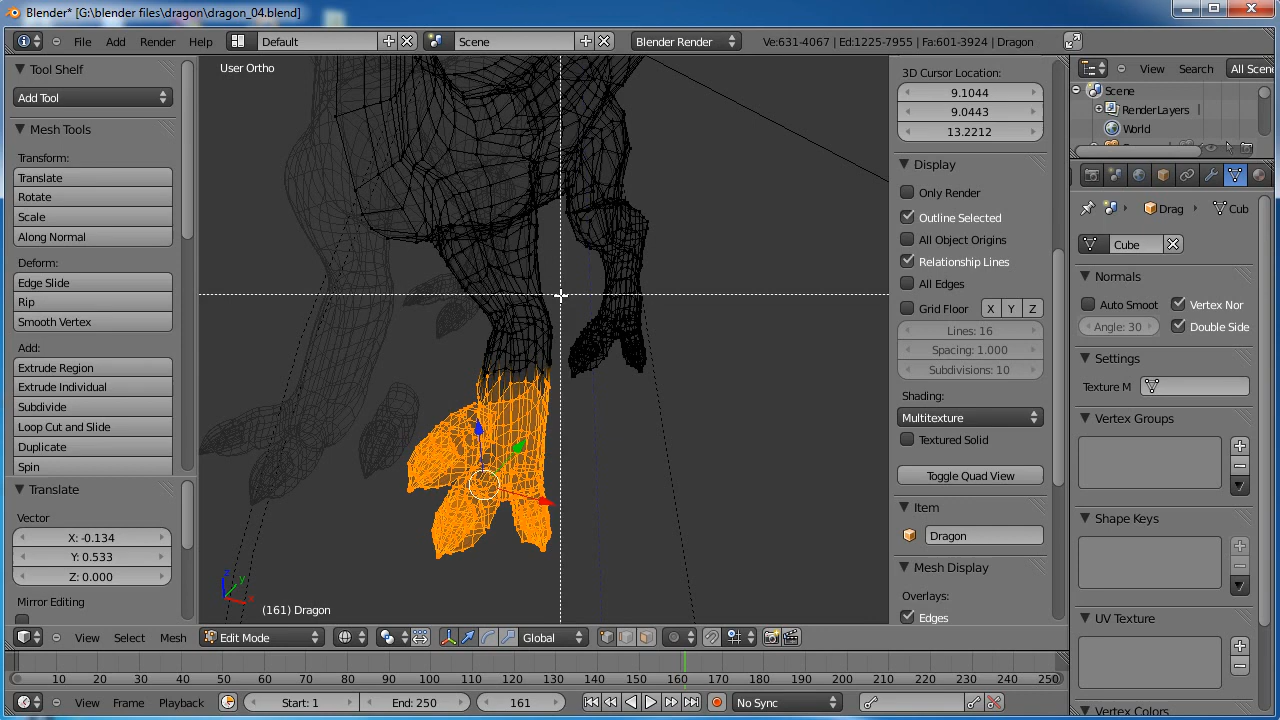 Blender* [G:\blender files\dragon\dragon_04.blend]
File Add Render Help Default Scene Blender Render Ve:631-4067 | Ed:1225-7955 | Fa:601-3924 | Dragon
Tool Shelf
Add Tool
Mesh Tools
Transform:
Translate
Rotate
Scale
Along Normal
Deform:
Edge Slide
Rip
Smooth Vertex
Add:
Extrude Region
Extrude Individual
Subdivide
Loop Cut and Slide
Duplicate
Spin
Translate
Vector
X: -0.134
Y: 0.533
Z: 0.000
Mirror Editing
User Ortho
z
y
x
(161) Dragon
3D Cursor Location:
9.1044
9.0443
13.2212
Display
Only Render
Outline Selected
All Object Origins
Relationship Lines
All Edges
Grid Floor X Y Z
Lines: 16
Spacing: 1.000
Subdivisions: 10
Shading:
Multitexture
Textured Solid
Toggle Quad View
Item
Dragon
Mesh Display
Overlays:
Edges
View Search All Scene
Scene
RenderLayers
World
Drag Cub
Cube
Normals
Auto Smoot Vertex Nor
Angle: 30 Double Side
Settings
Texture M
Vertex Groups
Shape Keys
UV Texture
Vertex Colors
View Select Mesh Edit Mode Global
10 20 30 40 50 60 70 80 90 100 110 120 130 140 150 160 170 180 190 200 210 220 230 240 250
View Frame Playback Start: 1 End: 250 161 No Sync